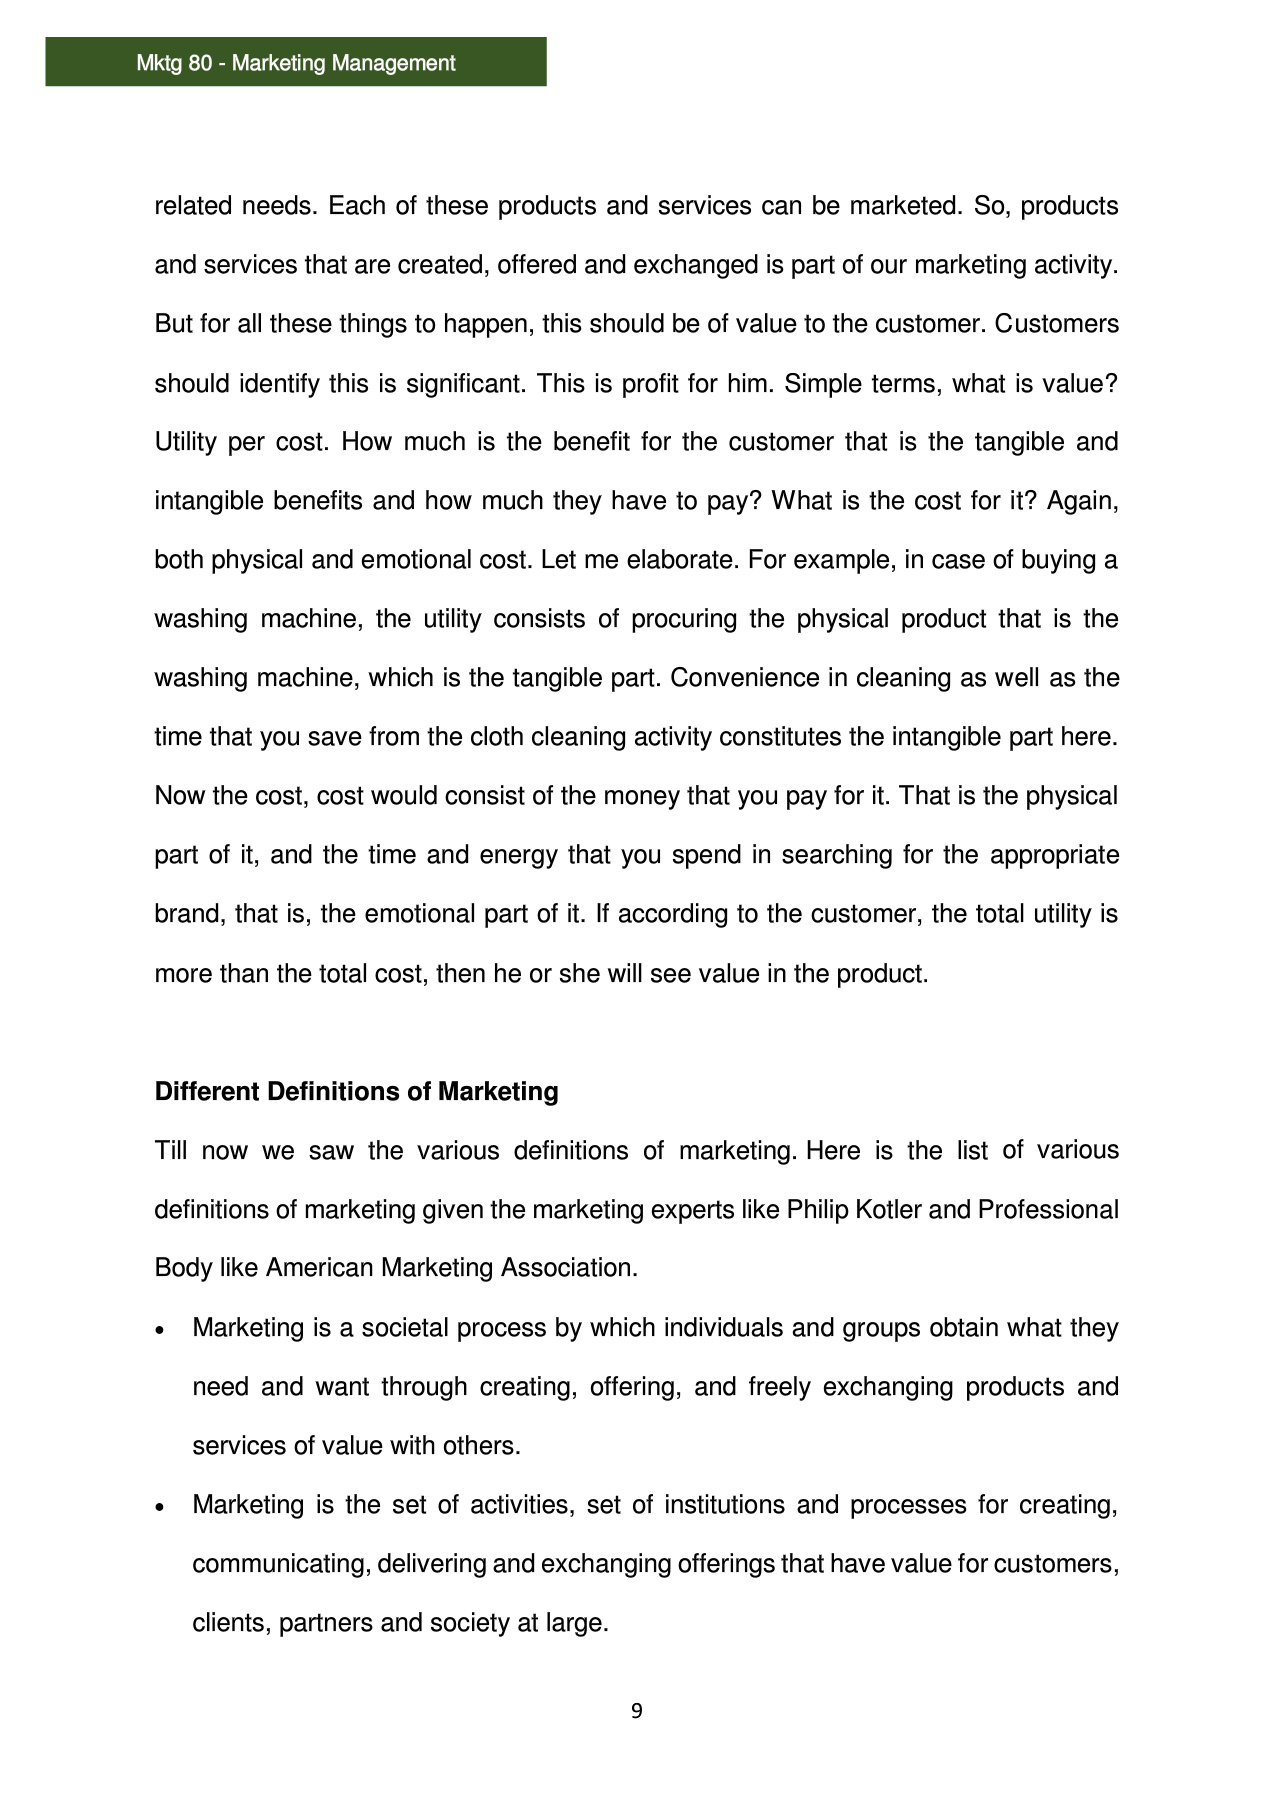 Mktg 80 - Marketing Management
related needs. Each of these products and services can be marketed. So, products
and services that are created, offered and exchanged is part of our marketing activity.
But for all these things to happen, this should be of value to the customer. Customers
should identify this is significant. This is profit for him. Simple terms, what is value?
Utility per cost. How much is the benefit for the customer that is the tangible and
intangible benefits and how much they have to pay? What is the cost for it? Again,
both physical and emotional cost. Let me elaborate. For example, in case of buying a
washing machine, the utility consists of procuring the physical product that is the
washing machine, which is the tangible part. Convenience in cleaning as well as the
time that you save from the cloth cleaning activity constitutes the intangible part here.
Now the cost, cost would consist of the money that you pay for it. That is the physical
part of it, and the time and energy that you spend in searching for the appropriate
brand, that is, the emotional part of it. If according to the customer, the total utility is
more than the total cost, then he or she will see value in the product.
Different Definitions of Marketing
Till now we saw the various definitions of marketing. Here is the list of various
definitions of marketing given the marketing experts like Philip Kotler and Professional
Body like American Marketing Association.
• Marketing is a societal process by which individuals and groups obtain what they
need and want through creating, offering, and freely exchanging products and
services of value with others.
• Marketing is the set of activities, set of institutions and processes for creating,
communicating, delivering and exchanging offerings that have value for customers,
clients, partners and society at large.
9